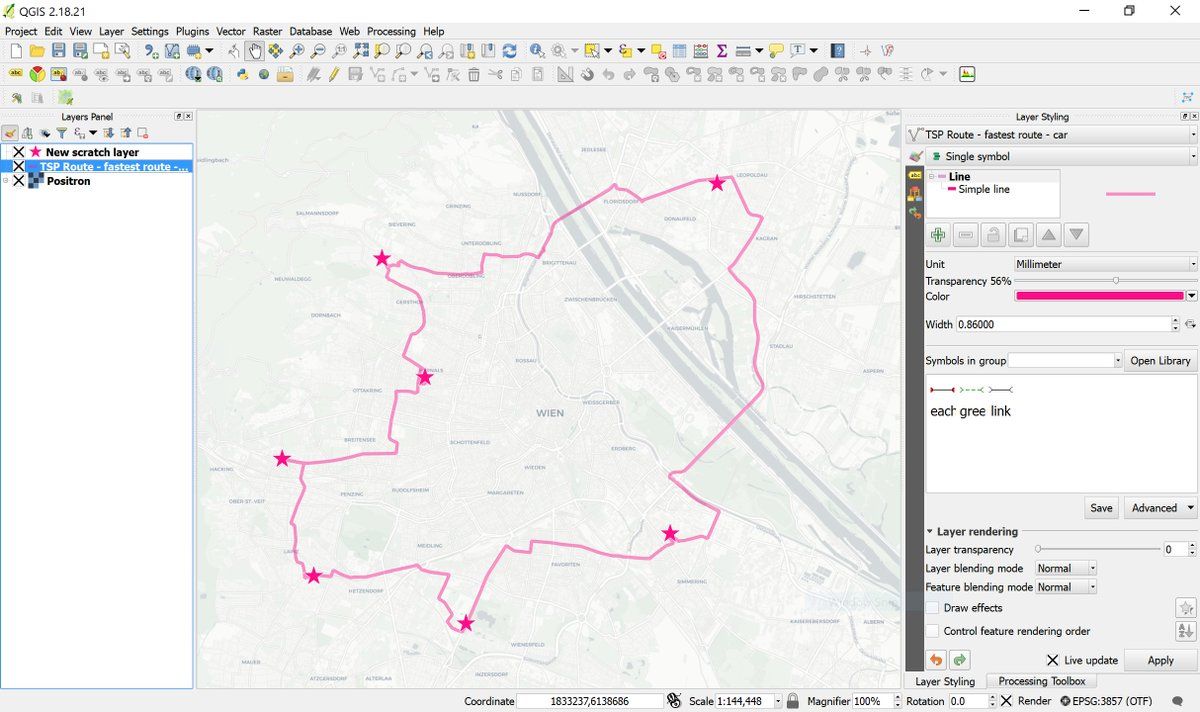 QGIS 2.18.21
Project Edit View Layer Settings Plugins Vector Raster Database Web Processing Help
Layers Panel
New scratch layer
TSP Route - fastest route -...
Positron
JEDLESEE
LEOPOLDAU
NUSSDORF
FLORIDSDORF
GRINZING
SALMANNSDORF
DONAUFELD
SIEVERING
KAGRAN
UNTERDÖBLING
BRIGITTENAU
OBERDÖBLING
NEUWALDEGG
GERSTHOF
ZWISCHENBRÜCKEN
HIRSCHSTETTEN
DORNBACH
KAISERMÜHLEN
STADLAU
ROSSAU
HERNALS
ASPERN
OTTAKRING
WIEN
WEISSGERBER
BREITENSEE
SCHOTTENFELD
ERDBERG
HACKING
WIEDEN
PENZING
RUDOLFSHEIM
MARGARETEN
OBER ST. VEIT
MEIDLING
LAINZ
FAVORITEN
SIMMERING
HETZENDORF
KAISEREBERSDORF
ALBERN
WIENERFELD
MAUER
ATZGERSDORF
ALTERLAA
INZERSDORF
Layer Styling
TSP Route - fastest route - car
Single symbol
Line
Simple line
Unit Millimeter
Transparency 56%
Color
Width 0.86000
Symbols in group Open Library
each gree link
Save Advanced
Layer rendering
Layer transparency 0
Layer blending mode Normal
Feature blending mode Normal
Draw effects
Control feature rendering order
Live update Apply
Layer Styling Processing Toolbox
Coordinate 1833237,6138686 Scale 1:144,448 Magnifier 100% Rotation 0.0 Render EPSG:3857 (OTF)